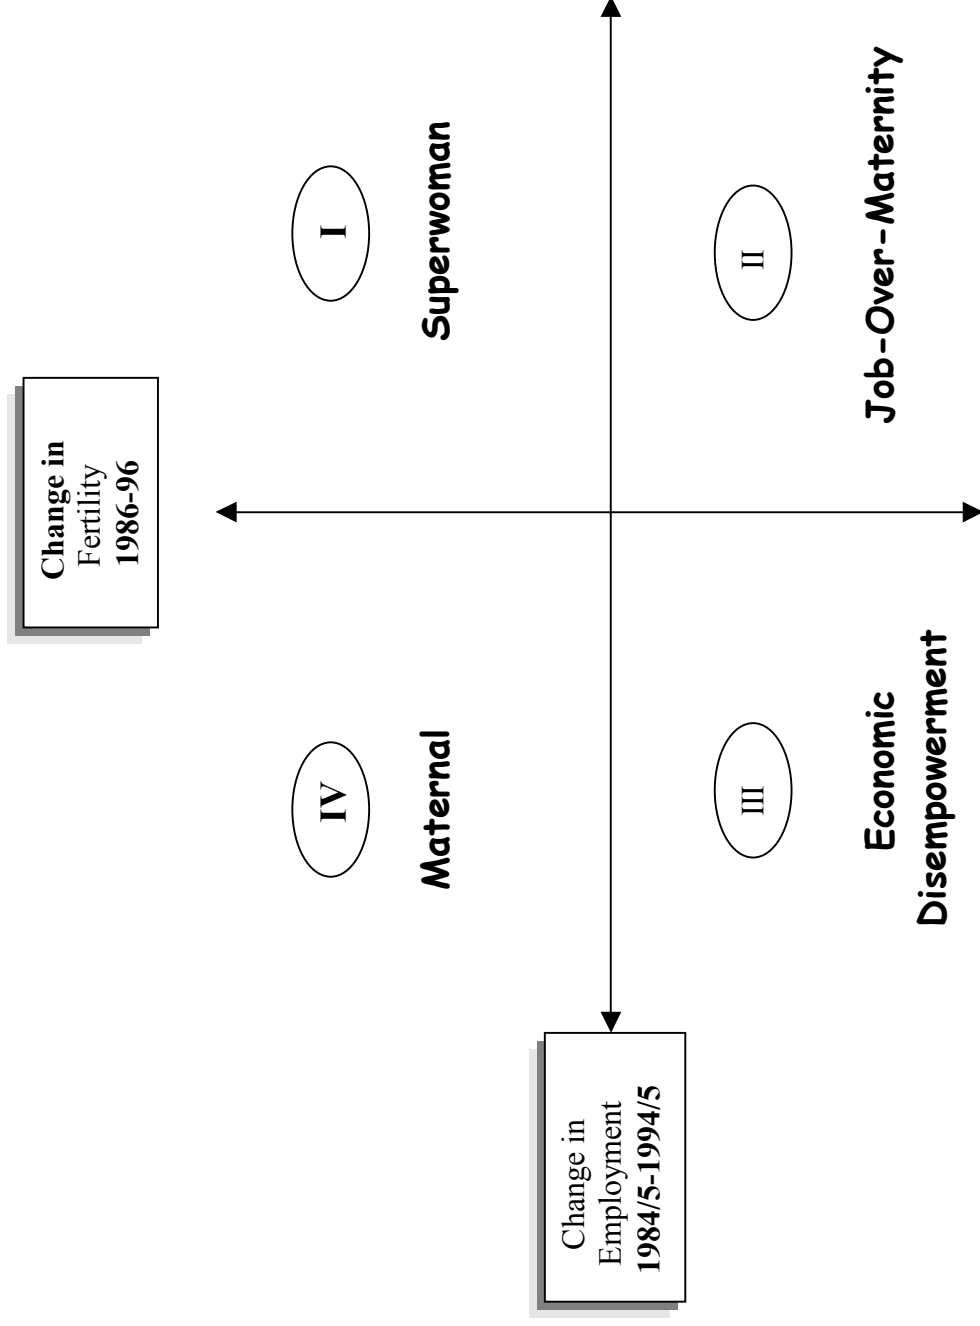 Change in
Fertility
1986-96
IV
Maternal
I
Superwoman
Change in
Employment
1984/5-1994/5
III
Economic
Disempowerment
II
Job-Over-Maternity